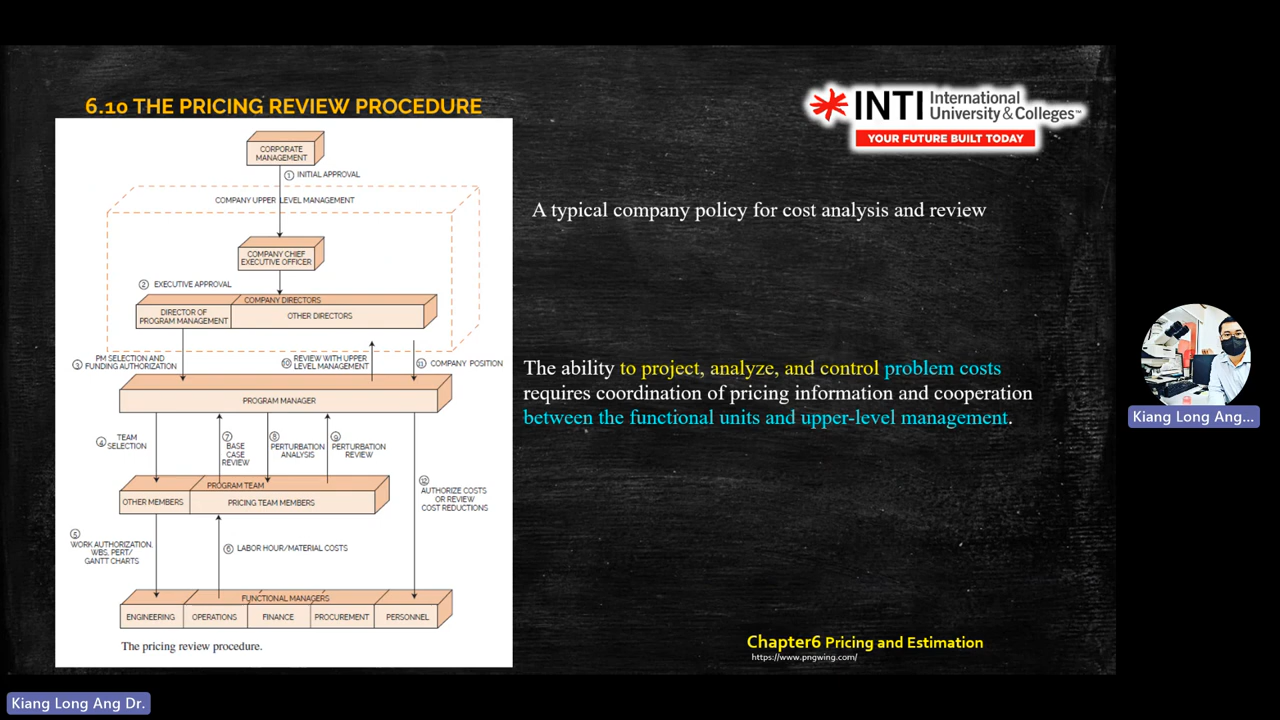 6.10 THE PRICING REVIEW PROCEDURE
INTI International
University & Colleges™
YOUR FUTURE BUILT TODAY
CORPORATE
MANAGEMENT
① INITIAL APPROVAL
COMPANY UPPER LEVEL MANAGEMENT
COMPANY CHIEF
EXECUTIVE OFFICER
② EXECUTIVE APPROVAL
COMPANY DIRECTORS
DIRECTOR OF
PROGRAM MANAGEMENT
OTHER DIRECTORS
③ PM SELECTION AND
FUNDING AUTHORIZATION
⑩ REVIEW WITH UPPER
LEVEL MANAGEMENT
⑪ COMPANY POSITION
PROGRAM MANAGER
④ TEAM
SELECTION
⑦
BASE
CASE
REVIEW
⑧
PERTURBATION
ANALYSIS
⑨
PERTURBATION
REVIEW
PROGRAM TEAM
OTHER MEMBERS
PRICING TEAM MEMBERS
⑫
AUTHORIZE COSTS
OR REVIEW
COST REDUCTIONS
⑤
WORK AUTHORIZATION,
WBS, PERT/
GANTT CHARTS
⑥ LABOR HOUR/MATERIAL COSTS
FUNCTIONAL MANAGERS
ENGINEERING
OPERATIONS
FINANCE
PROCUREMENT
PERSONNEL
The pricing review procedure.
A typical company policy for cost analysis and review
The ability to project, analyze, and control problem costs
requires coordination of pricing information and cooperation
between the functional units and upper-level management.
Chapter6 Pricing and Estimation
https://www.pngwing.com/
Kiang Long Ang...
Kiang Long Ang Dr.